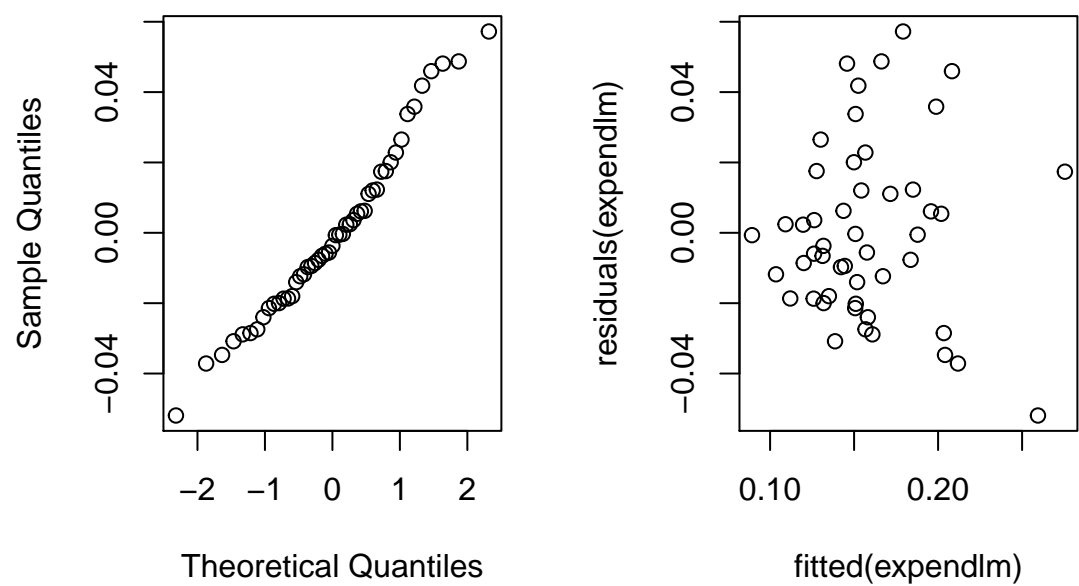 Sample Quantiles
0.04
0.00
−0.04
−2 −1 0 1 2
Theoretical Quantiles
residuals(expendlm)
0.04
0.00
−0.04
0.10 0.20
fitted(expendlm)